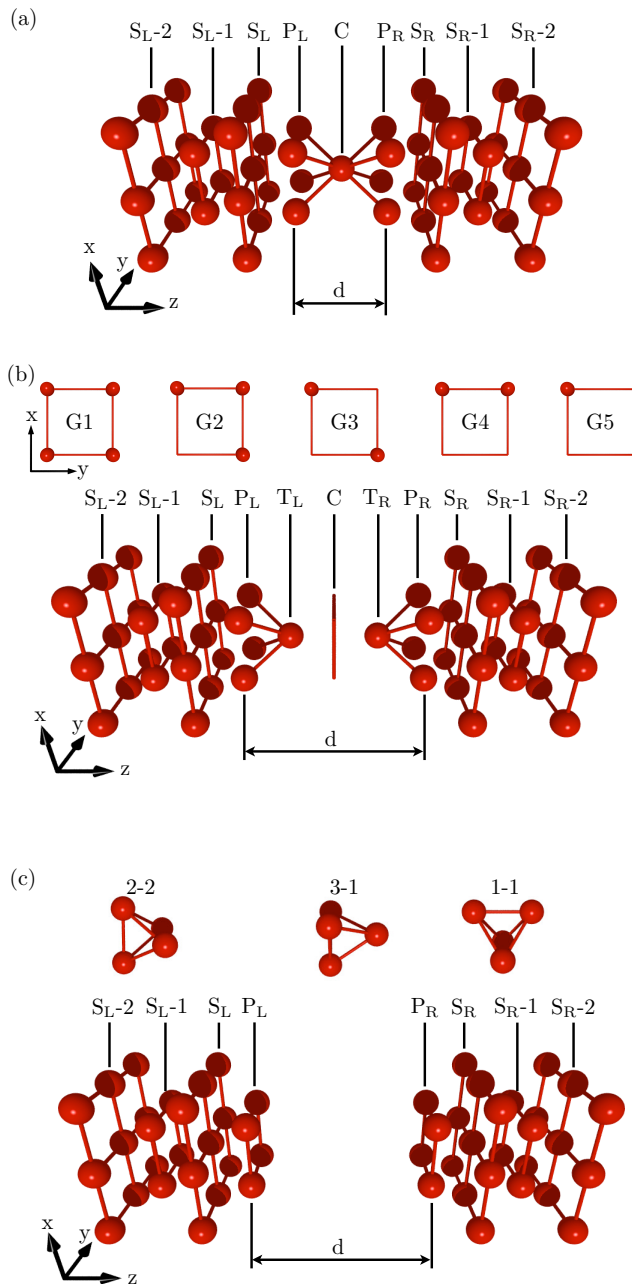 (a)
S_L-2 S_L-1 S_L P_L C P_R S_R S_R-1 S_R-2
x y z
d
(b)
x
G1 G2 G3 G4 G5
y
S_L-2 S_L-1 S_L P_L T_L C T_R P_R S_R S_R-1 S_R-2
x y z
d
(c)
2-2 3-1 1-1
S_L-2 S_L-1 S_L P_L P_R S_R S_R-1 S_R-2
x y z
d